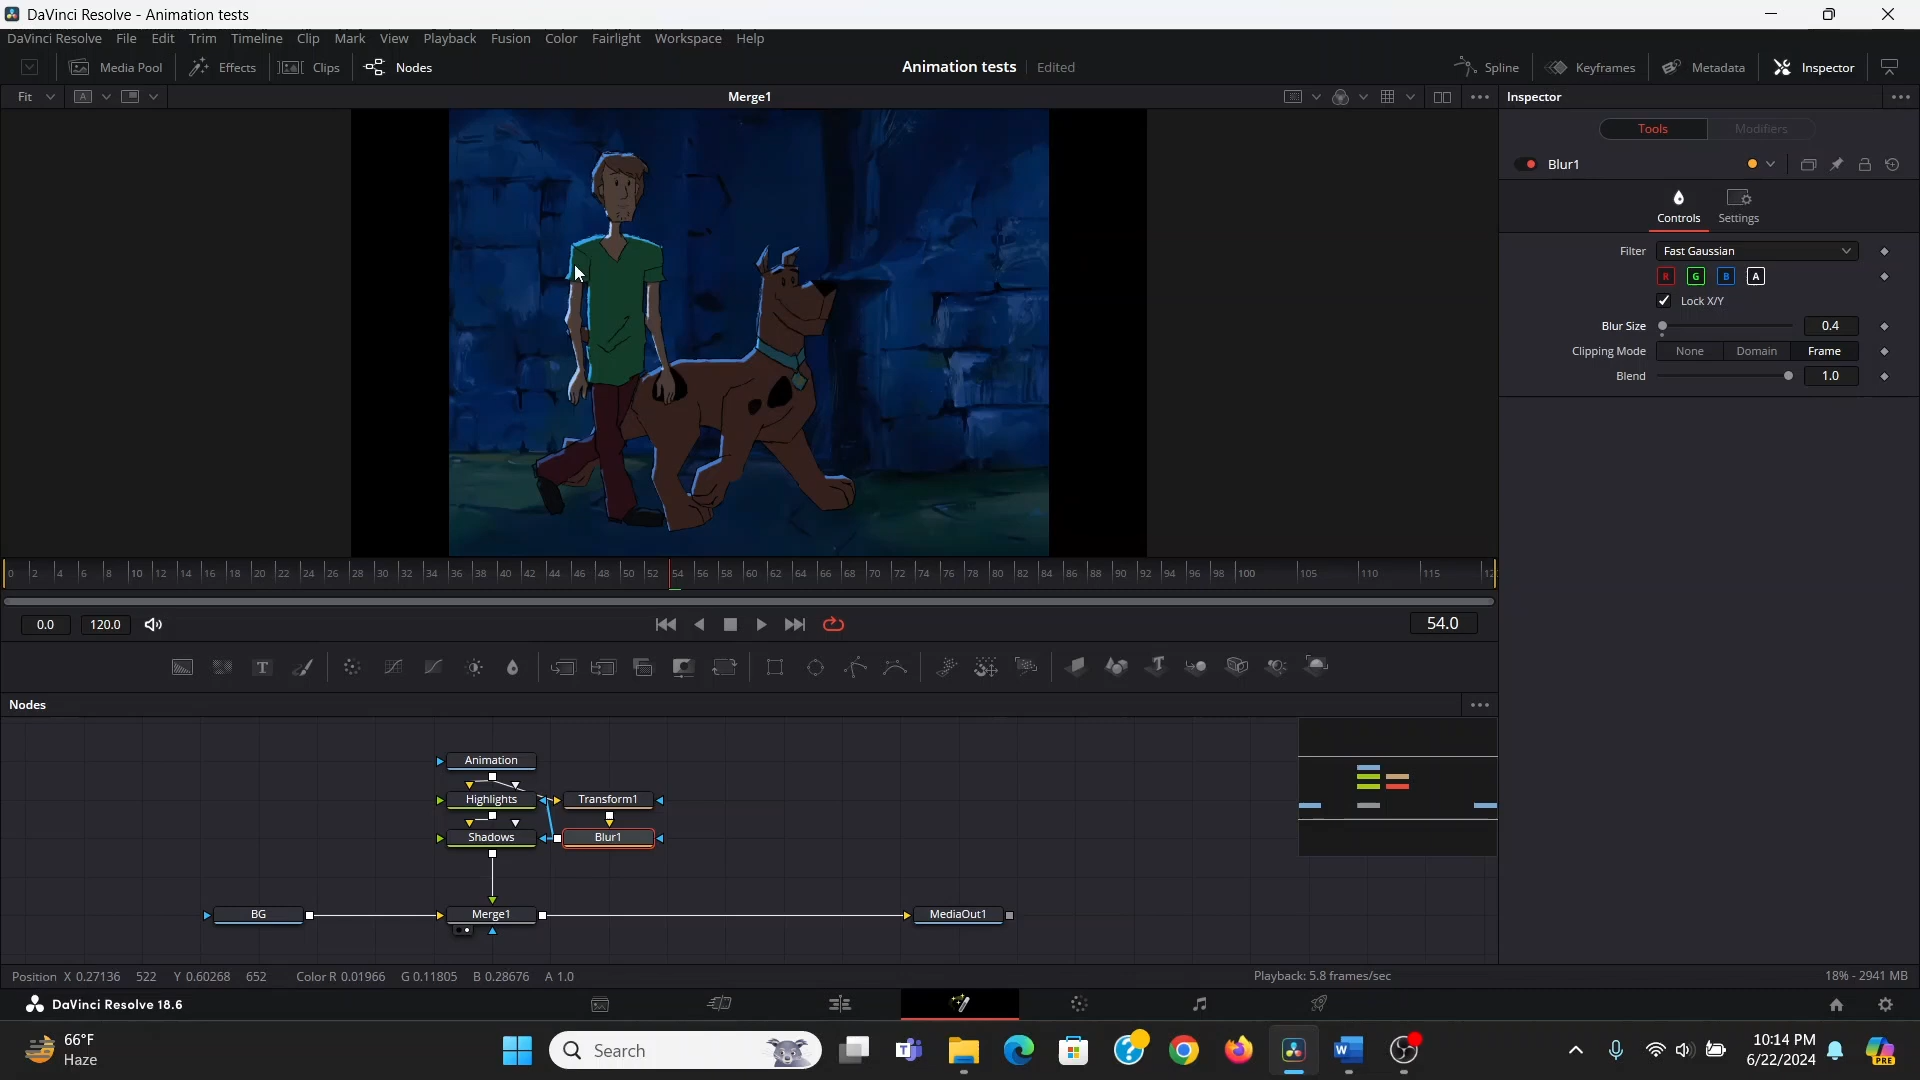 DaVinci Resolve - Animation tests
DaVinci Resolve File Edit Trim Timeline Clip Mark View Playback Fusion Color Fairlight Workspace Help
Media Pool Effects Clips Nodes Animation tests Edited Spline Keyframes Metadata Inspector
Fit A Merge1 Inspector
Tools Modifiers
Blur1
Controls Settings
Filter Fast Gaussian
R G B A
Lock X/Y
Blur Size 0.4
Clipping Mode None Domain Frame
Blend 1.0
0 2 4 6 8 10 12 14 16 18 20 22 24 26 28 30 32 34 36 38 40 42 44 46 48 50 52 54 56 58 60 62 64 66 68 70 72 74 76 78 80 82 84 86 88 90 92 94 96 98 100 105 110 115
0.0 120.0 54.0
T T
Nodes
Animation
Highlights Transform1
Shadows Blur1
BG Merge1 MediaOut1
Position X 0.27136 522 Y 0.60268 652 Color R 0.01966 G 0.11805 B 0.28676 A 1.0 Playback: 5.8 frames/sec 18% - 2941 MB
DaVinci Resolve 18.6
66°F
Haze
Search
PRE
10:14 PM
6/22/2024